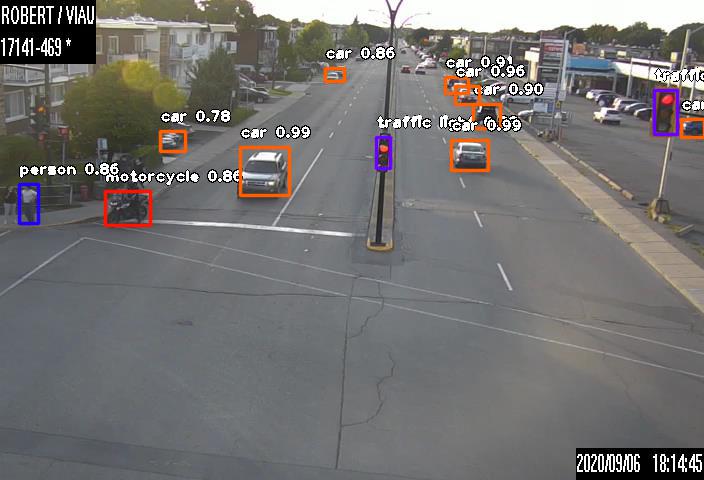 ROBERT / VIAU
17141-469 *
car 0.86
car 0.91
car 0.96
car 0.90
car 0.78
car 0.99
traffic
car 0.99
person 0.86
motorcycle 0.86
2020/09/06 18:14:45